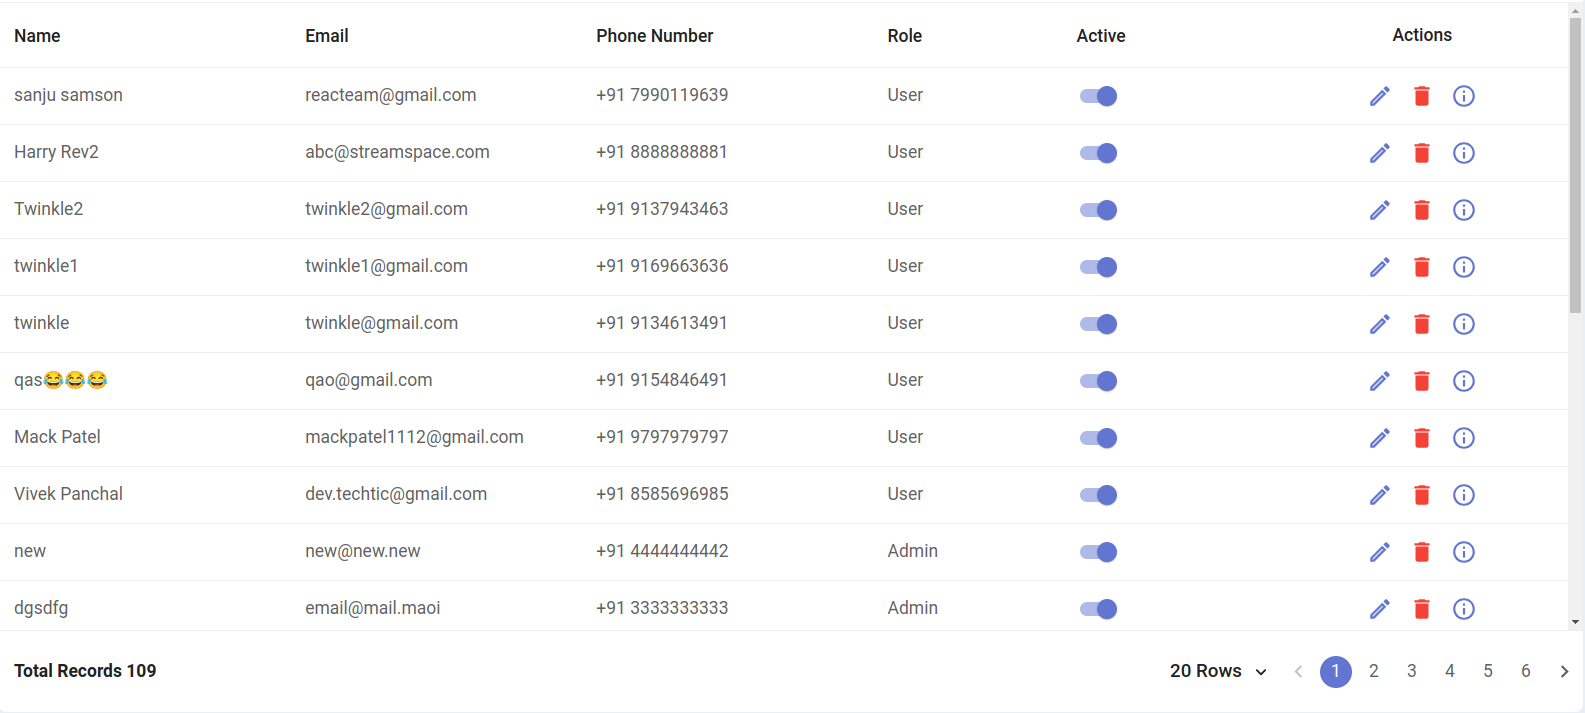 Name Email Phone Number Role Active Actions
sanju samson reacteam@gmail.com +91 7990119639 User
Harry Rev2 abc@streamspace.com +91 8888888881 User
Twinkle2 twinkle2@gmail.com +91 9137943463 User
twinkle1 twinkle1@gmail.com +91 9169663636 User
twinkle twinkle@gmail.com +91 9134613491 User
qas😂😂😂 qao@gmail.com +91 9154846491 User
Mack Patel mackpatel1112@gmail.com +91 9797979797 User
Vivek Panchal dev.techtic@gmail.com +91 8585696985 User
new new@new.new +91 4444444442 Admin
dgsdfg email@mail.maoi +91 3333333333 Admin
Total Records 109 20 Rows 1 2 3 4 5 6